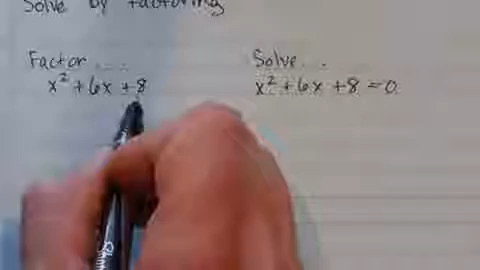 Solve by factoring
Factor....
x² + 6x + 8
Solve...
x² + 6x + 8 = 0